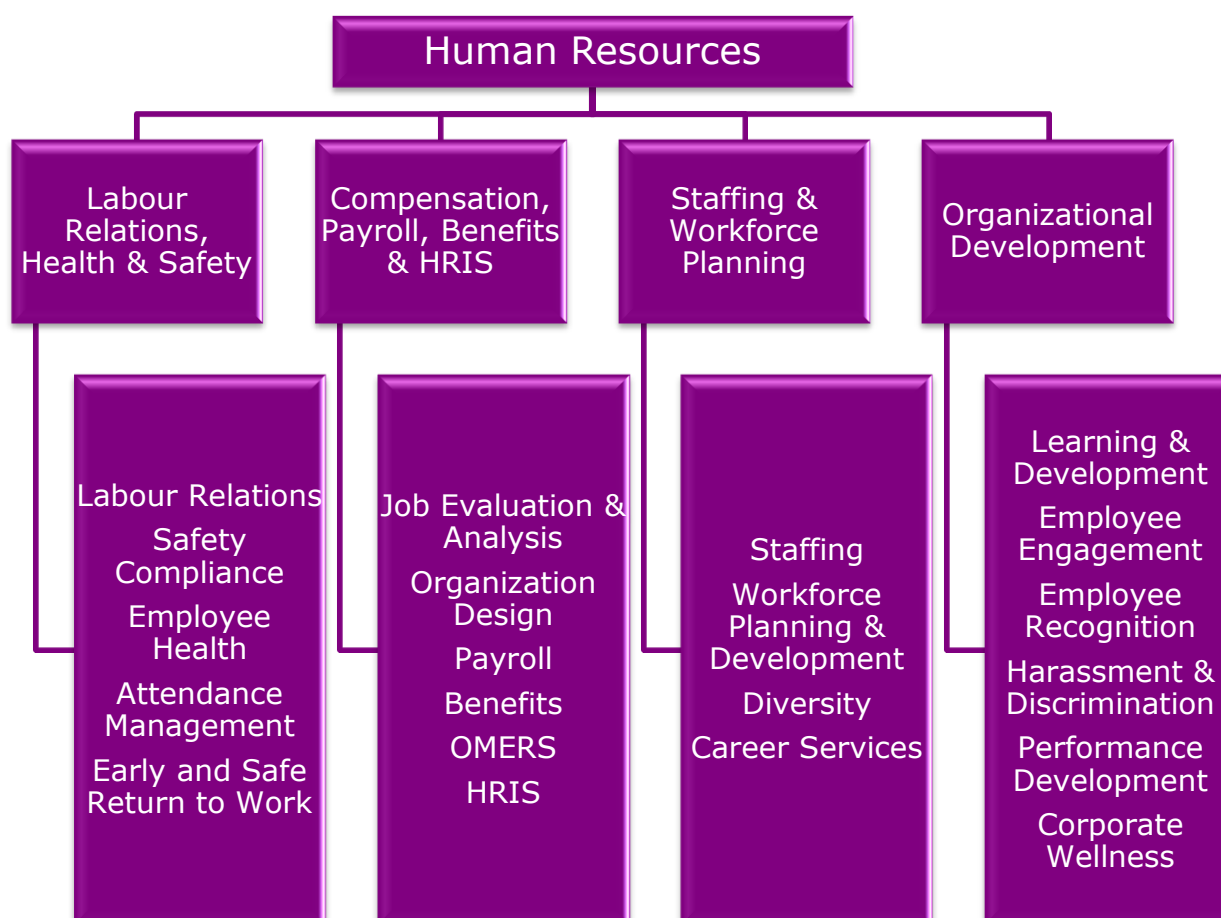 Human Resources
Labour
Relations,
Health & Safety
Compensation,
Payroll, Benefits
& HRIS
Staffing &
Workforce
Planning
Organizational
Development
Labour Relations
Safety
Compliance
Employee
Health
Attendance
Management
Early and Safe
Return to Work
Job Evaluation &
Analysis
Organization
Design
Payroll
Benefits
OMERS
HRIS
Staffing
Workforce
Planning &
Development
Diversity
Career Services
Learning &
Development
Employee
Engagement
Employee
Recognition
Harassment &
Discrimination
Performance
Development
Corporate
Wellness